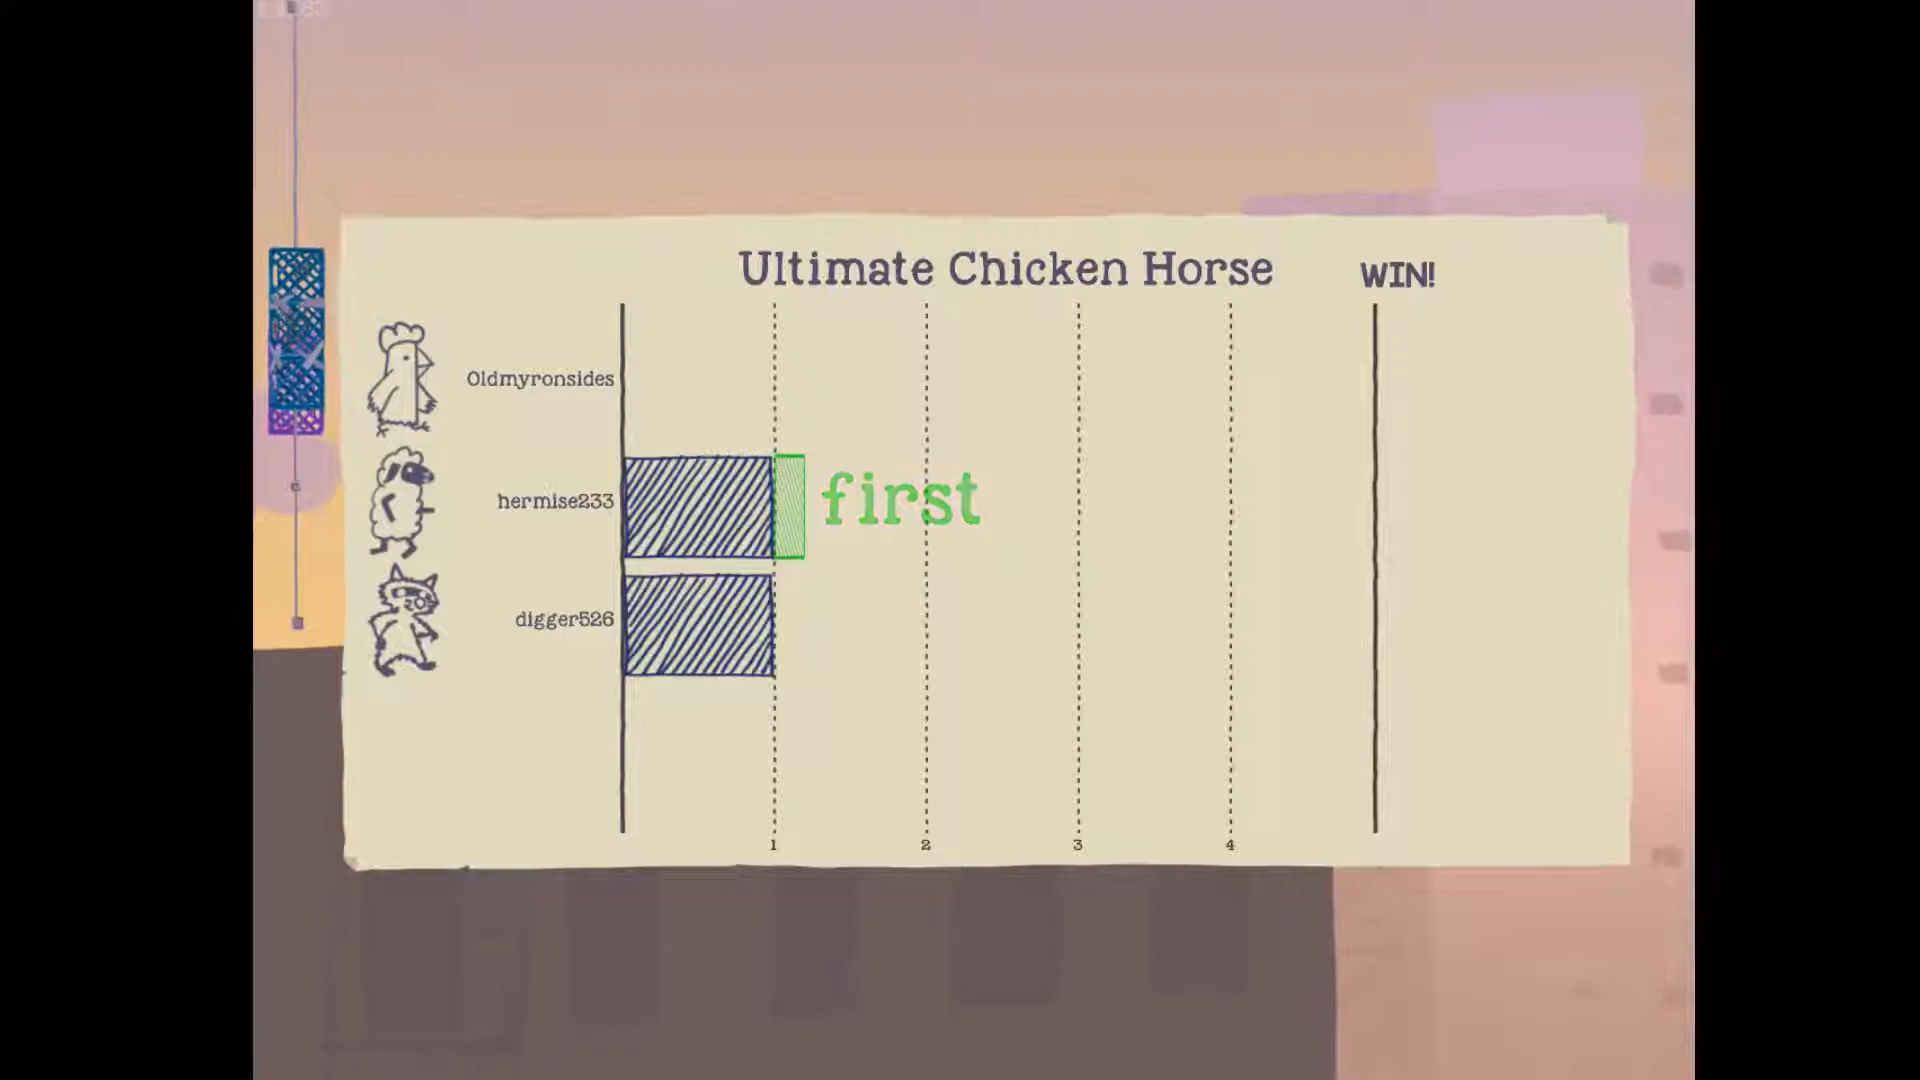 Ultimate Chicken Horse
WIN!
Oldmyronsides
hermise233
first
digger526
1 2 3 4